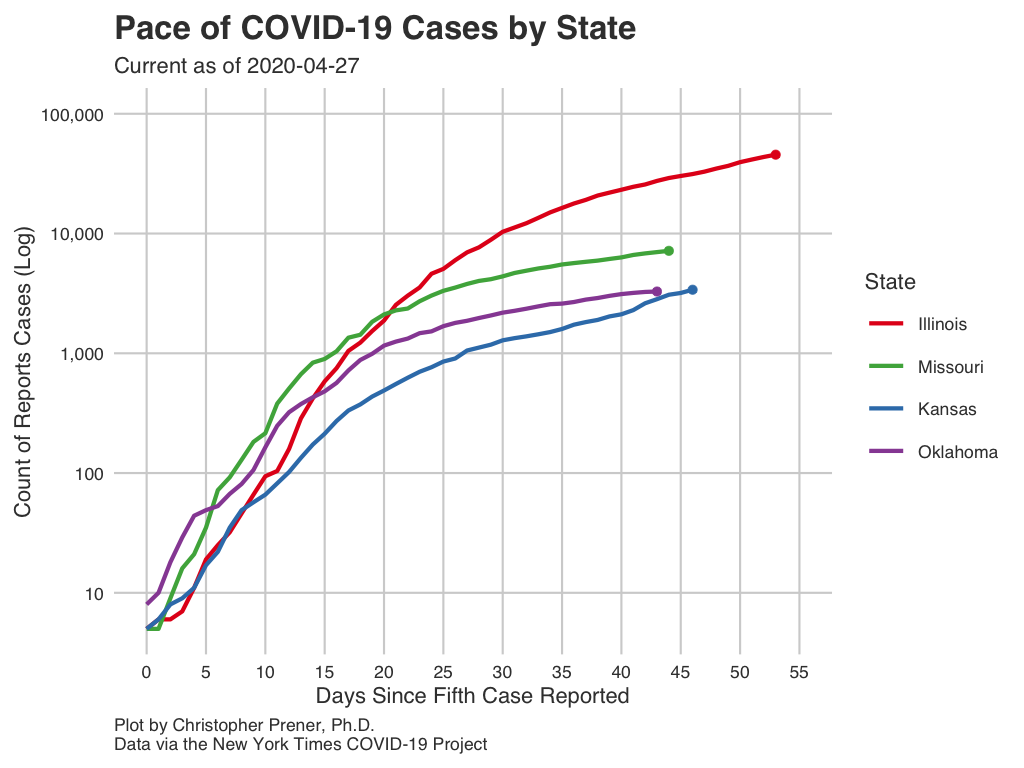 Pace of COVID-19 Cases by State
Current as of 2020-04-27
Count of Reports Cases (Log)
100,000
10,000
1,000
100
10
0 5 10 15 20 25 30 35 40 45 50 55
Days Since Fifth Case Reported
State
Illinois
Missouri
Kansas
Oklahoma
Plot by Christopher Prener, Ph.D.
Data via the New York Times COVID-19 Project